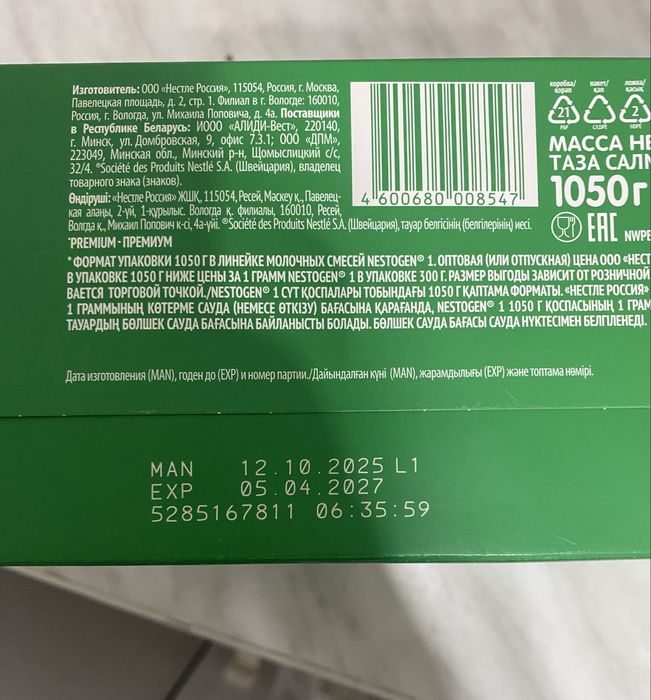 Изготовитель: ООО «Нестле Россия», 115054, Россия, г. Москва,
Павелецкая площадь, д. 2, стр. 1. Филиал в г. Вологде: 160010,
Россия, г. Вологда, ул. Михаила Поповича, д. 4а. Поставщики
в Республике Беларусь: ИООО «АЛИДИ-Вест», 220140,
г. Минск, ул. Домбровская, 9, офис 7.3.1; ООО «ДПМ»,
223049, Минская обл., Минский р-н, Щомыслицкий с/с,
32/4. ®Société des Produits Nestlé S.A. (Швейцария), владелец
товарного знака (знаков).
Өндіруші: «Нестле Россия» ЖШҚ, 115054, Ресей, Мәскеу қ., Павелец-
кая алаңы, 2-үй, 1-құрылыс. Вологда қ. филиалы, 160010, Ресей,
Вологда қ., Михаил Попович к-сі, 4а-үй. ®Société des Produits Nestlé S.A. (Швейцария), тауар белгісінің (белгілерінің) иесі.
*PREMIUM - ПРЕМИУМ
* ФОРМАТ УПАКОВКИ 1050 Г В ЛИНЕЙКЕ МОЛОЧНЫХ СМЕСЕЙ NESTOGEN® 1. ОПТОВАЯ (ИЛИ ОТПУСКНАЯ) ЦЕНА ООО «НЕСТ
В УПАКОВКЕ 1050 Г НИЖЕ ЦЕНЫ ЗА 1 ГРАММ NESTOGEN® 1 В УПАКОВКЕ 300 Г. РАЗМЕР ВЫГОДЫ ЗАВИСИТ ОТ РОЗНИЧНОЙ
ВАЕТСЯ ТОРГОВОЙ ТОЧКОЙ./NESTOGEN® 1 СҮТ ҚОСПАЛАРЫ ТОБЫНДАҒЫ 1050 Г ҚАПТАМА ФОРМАТЫ. «НЕСТЛЕ РОССИЯ»
1 ГРАММЫНЫҢ КӨТЕРМЕ САУДА (НЕМЕСЕ ӨТКІЗУ) БАҒАСЫНА ҚАРАҒАНДА, NESTOGEN® 1 1050 Г ҚОСПАСЫНЫҢ 1 ГРАМ
ТАУАРДЫҢ БӨЛШЕК САУДА БАҒАСЫНА БАЙЛАНЫСТЫ БОЛАДЫ. БӨЛШЕК САУДА БАҒАСЫ САУДА НҮКТЕСІМЕН БЕЛГІЛЕНЕДІ.
Дата изготовления (MAN), годен до (EXP) и номер партии./Дайындалған күні (MAN), жарамдылығы (EXP) және топтама нөмірі.
4 600680 008547
коробка/ пакет/ ложка/
қорап қап қасық
21 4 2
PAP C/LDPE HDPE
МАССА НЕ
ТАЗА САЛМ
1050 г
EAC NWPE
MAN 12.10.2025 L1
EXP 05.04.2027
5285167811 06:35:59